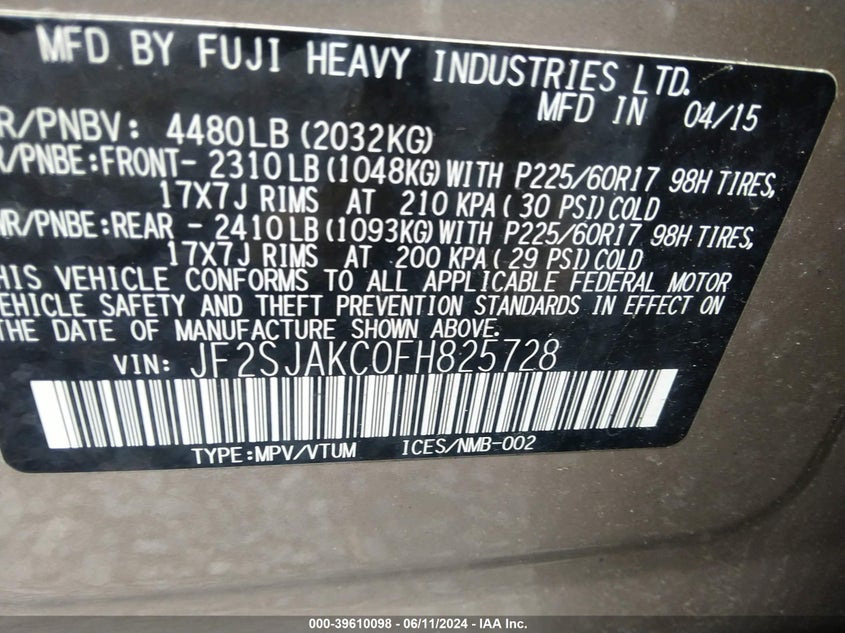 MFD BY FUJI HEAVY INDUSTRIES LTD.
MFD IN 04/15
R/PNBV: 4480LB (2032KG)
R/PNBE:FRONT- 2310LB(1048KG)WITH P225/60R17 98H TIRES,
17X7J RIMS AT 210 KPA( 30 PSI)COLD
WR/PNBE:REAR - 2410LB(1093KG)WITH P225/60R17 98H TIRES,
17X7J RIMS AT 200 KPA( 29 PSI)COLD
HIS VEHICLE CONFORMS TO ALL APPLICABLE FEDERAL MOTOR
EHICLE SAFETY AND THEFT PREVENTION STANDARDS IN EFFECT ON
THE DATE OF MANUFACTURE SHOWN ABOVE.
VIN: JF2SJAKC0FH825728
TYPE:MPV/VTUM ICES/NMB-002
000-39610098 - 06/11/2024 - IAA Inc.